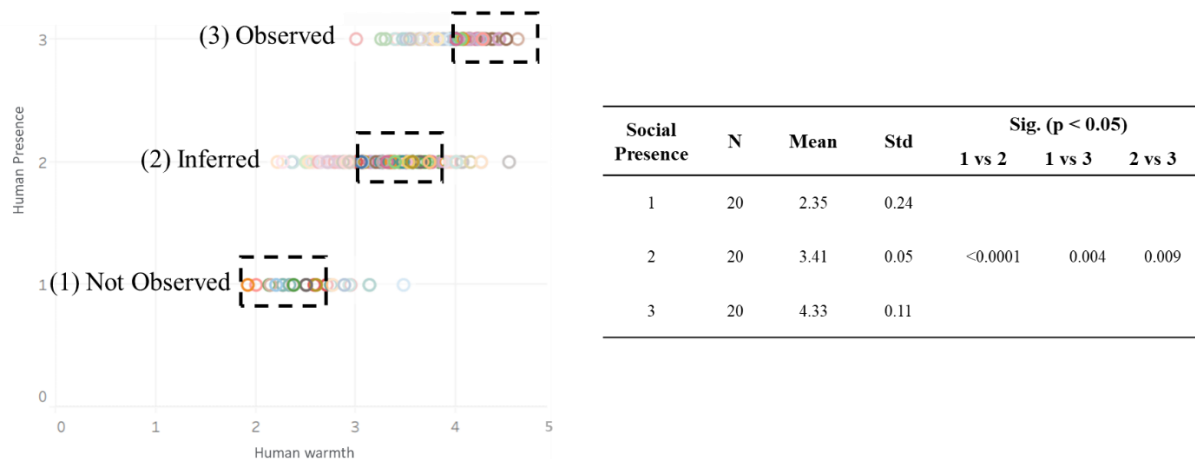 (3) Observed
3
(2) Inferred
2
(1) Not Observed
1
0
Human Presence
0 1 2 3 4 5
Human warmth
Social Presence N Mean Std Sig. (p < 0.05)
1 vs 2 1 vs 3 2 vs 3
1 20 2.35 0.24
2 20 3.41 0.05 <0.0001 0.004 0.009
3 20 4.33 0.11